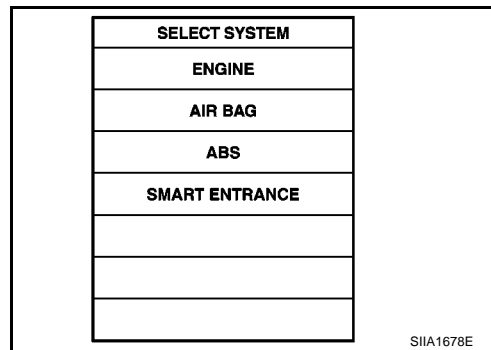 SELECT SYSTEM
ENGINE
AIR BAG
ABS
SMART ENTRANCE
SIIA1678E